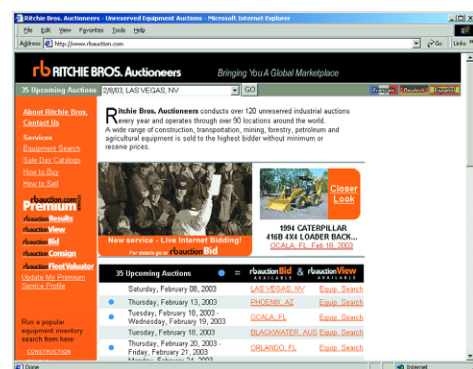 Ritchie Bros. Auctioneers - Unreserved Equipment Auctions - Microsoft Internet Explorer
File Edit View Favorites Tools Help
Address http://www.rbauction.com Go Links
rb RITCHIE BROS. Auctioneers Bringing You A Global Marketplace
35 Upcoming Auctions 2/8/03, LAS VEGAS, NV GO Français Deutsch Español
About Ritchie Bros.
Contact Us
Services
Equipment Search
Sale Day Catalogs
How to Buy
How to Sell
rbauction.com
Premium
rbauction Results
rbauction View
rbauction Bid
rbauction Consign
rbauction FleetValuator
Update My Premium
Service Profile
Run a popular
equipment inventory
search from here:
CONSTRUCTION
Ritchie Bros. Auctioneers conducts over 120 unreserved industrial auctions
every year and operates through over 90 locations around the world.
A wide range of construction, transportation, mining, forestry, petroleum and
agricultural equipment is sold to the highest bidder without minimum or
reserve prices.
New service - Live Internet Bidding!
For details go to rbauction Bid
Closer
Look
1994 CATERPILLAR
416B 4X4 LOADER BACK...
OCALA, FL, Feb 18, 2003
35 Upcoming Auctions = rbauction Bid & rbauction View
AVAILABLE AVAILABLE
Saturday, February 08, 2003 LAS VEGAS, NV Equip. Search
Thursday, February 13, 2003 PHOENIX, AZ Equip. Search
Tuesday, February 18, 2003 -
Wednesday, February 19, 2003 OCALA, FL Equip. Search
Tuesday, February 18, 2003 BLACKWATER, AUS Equip. Search
Thursday, February 20, 2003 -
Friday, February 21, 2003 ORLANDO, FL Equip. Search
Done Internet